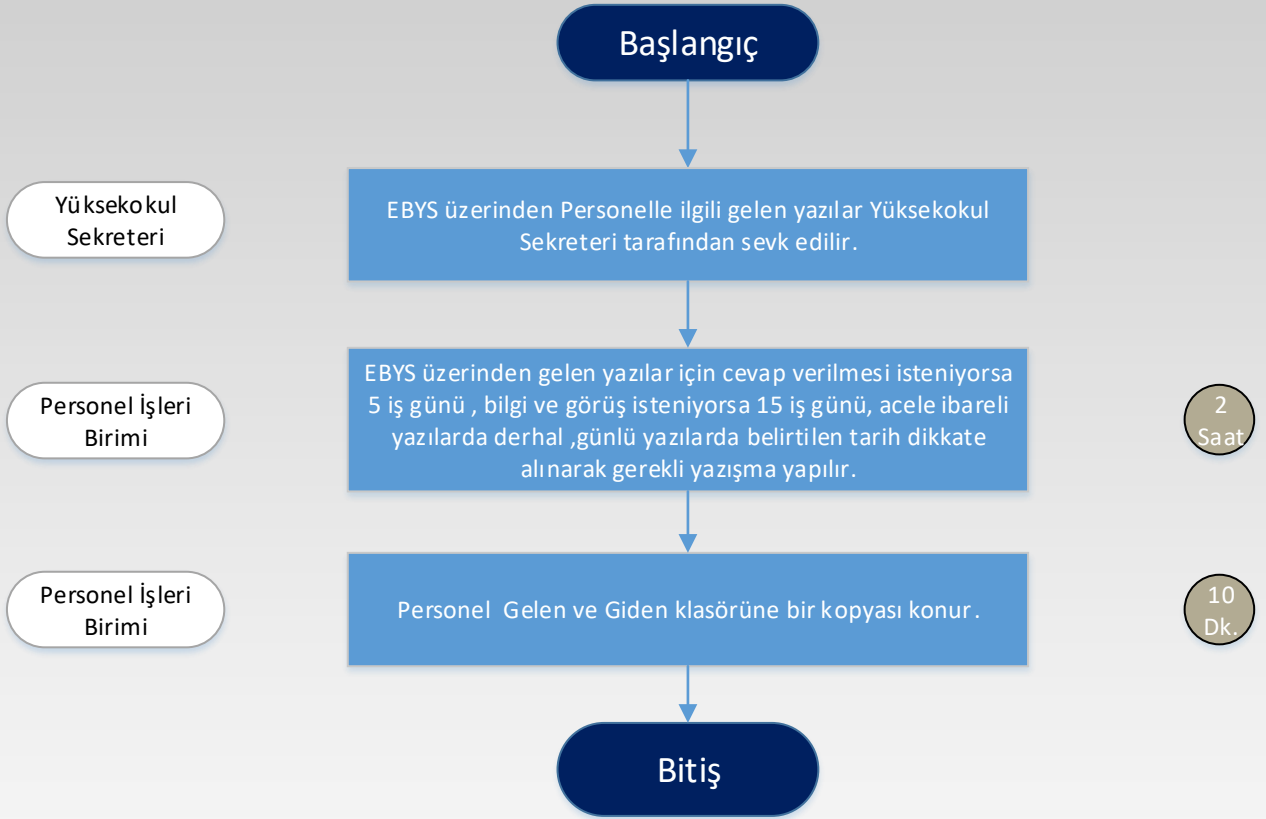 Başlangıç
Yüksekokul
Sekreteri
EBYS üzerinden Personelle ilgili gelen yazılar Yüksekokul
Sekreteri tarafından sevk edilir.
Personel İşleri
Birimi
EBYS üzerinden gelen yazılar için cevap verilmesi isteniyorsa
5 iş günü , bilgi ve görüş isteniyorsa 15 iş günü, acele ibareli
yazılarda derhal ,günlü yazılarda belirtilen tarih dikkate
alınarak gerekli yazışma yapılır.
2
Saat
Personel İşleri
Birimi
Personel  Gelen ve Giden klasörüne bir kopyası konur.
10
Dk.
Bitiş